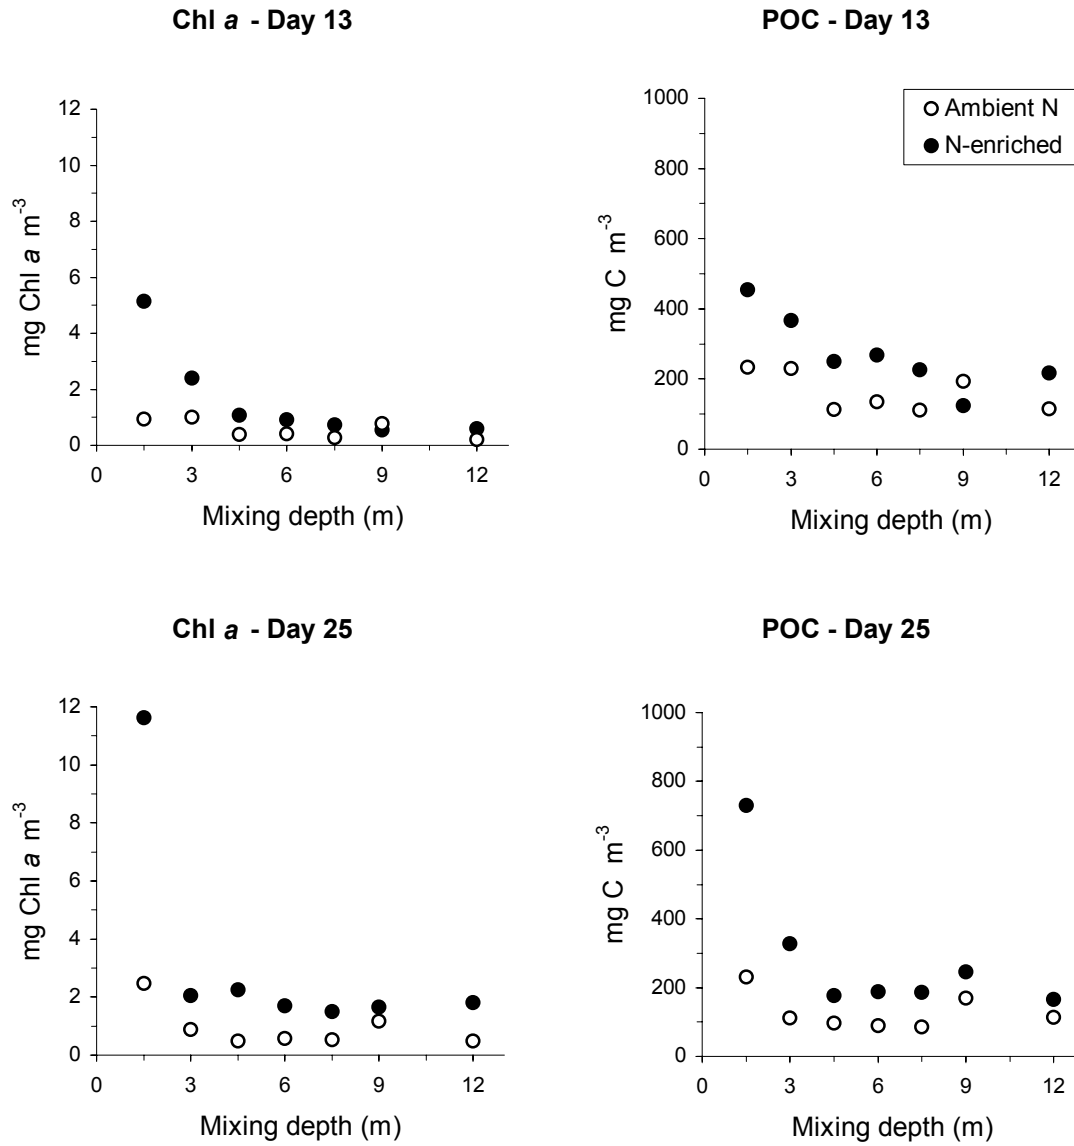 Chl a - Day 13
12
10
8
6
4
2
0
mg Chl a m-3
0 3 6 9 12
Mixing depth (m)
POC - Day 13
1000
800
600
400
200
0
mg C m-3
Ambient N
N-enriched
0 3 6 9 12
Mixing depth (m)
Chl a - Day 25
12
10
8
6
4
2
0
mg Chl a m-3
0 3 6 9 12
Mixing depth (m)
POC - Day 25
1000
800
600
400
200
0
mg C m-3
0 3 6 9 12
Mixing depth (m)